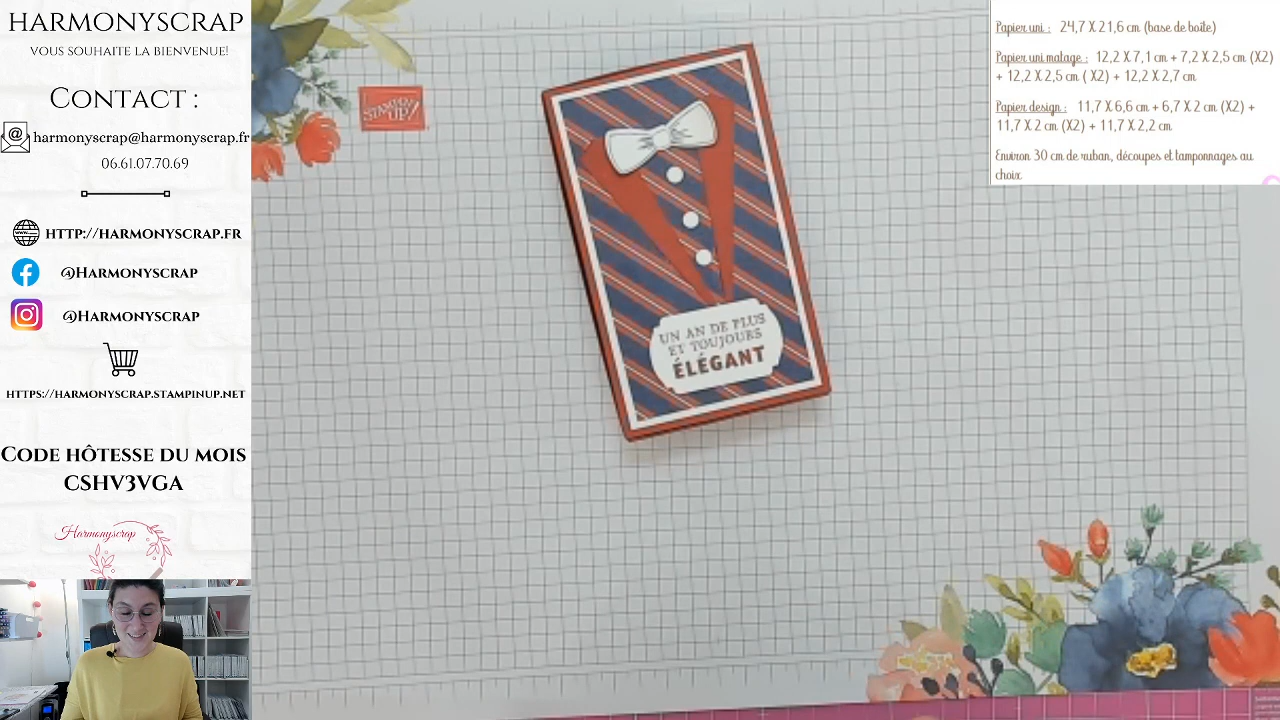 HARMONYSCRAP
VOUS SOUHAITE LA BIENVENUE!
CONTACT :
harmonyscrap@harmonyscrap.fr
06.61.07.70.69
HTTP://HARMONYSCRAP.FR
@HARMONYSCRAP
@HARMONYSCRAP
HTTPS://HARMONYSCRAP.STAMPINUP.NET
CODE HÔTESSE DU MOIS
CSHV3VGA
Harmonyscrap
STAMPIN' UP!
UN AN DE PLUS
ET TOUJOURS
ÉLÉGANT
Papier uni : 24,7 X 21,6 cm (base de boîte)
Papier uni matage : 12,2 X 7,1 cm + 7,2 X 2,5 cm (X2)
+ 12,2 X 2,5 cm ( X2) + 12,2 X 2,7 cm
Papier design : 11,7 X 6,6 cm + 6,7 X 2 cm (X2) +
11,7 X 2 cm (X2) + 11,7 X 2,2 cm
Environ 30 cm de ruban, découpes et tamponnages au
choix